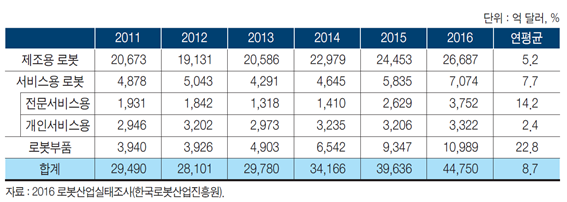 단위 : 억 달러, %
2011 2012 2013 2014 2015 2016 연평균
제조용 로봇 20,673 19,131 20,586 22,979 24,453 26,687 5.2
서비스용 로봇 4,878 5,043 4,291 4,645 5,835 7,074 7.7
전문서비스용 1,931 1,842 1,318 1,410 2,629 3,752 14.2
개인서비스용 2,946 3,202 2,973 3,235 3,206 3,322 2.4
로봇부품 3,940 3,926 4,903 6,542 9,347 10,989 22.8
합계 29,490 28,101 29,780 34,166 39,636 44,750 8.7
자료 : 2016 로봇산업실태조사(한국로봇산업진흥원).